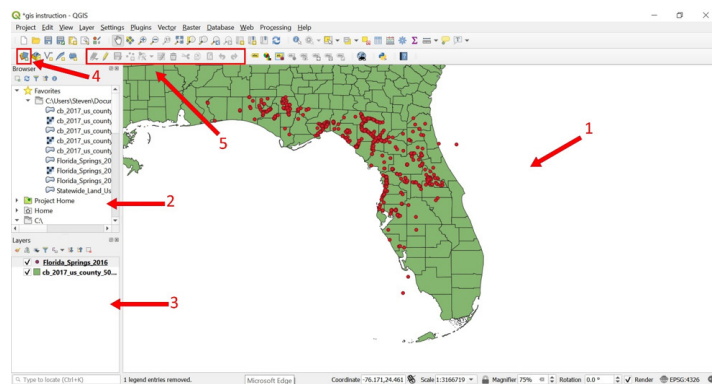 *gis instruction - QGIS
Project Edit View Layer Settings Plugins Vector Raster Database Web Processing Help
4
5
1
Browser
Favorites
C:\Users\Steven\Docur
cb_2017_us_county
cb_2017_us_county
cb_2017_us_county
cb_2017_us_county
cb_2017_us_county
Florida_Springs_20
Florida_Springs_20
Florida_Springs_20
Statewide_Land_Us
Project Home
Home
C:\
2
Layers
Florida_Springs_2016
cb_2017_us_county_50...
3
Type to locate (Ctrl+K) 1 legend entries removed. Microsoft Edge Coordinate -76.171,24.461 Scale 1:3166719 Magnifier 75% Rotation 0.0 ° Render EPSG:4326